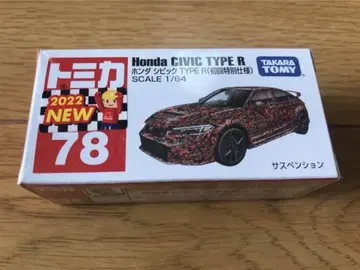 トミカ
2022
NEW
78
Honda CIVIC TYPE R
ホンダ シビック TYPE R(初回特別仕様)
SCALE 1/64
TAKARA
TOMY
サスペンション